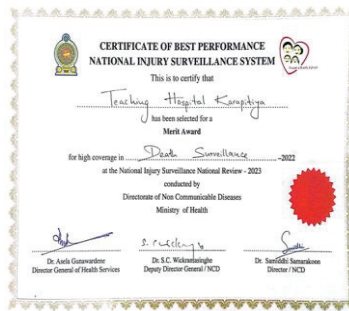 CERTIFICATE OF BEST PERFORMANCE
NATIONAL INJURY SURVEILLANCE SYSTEM
This is to certify that
Teaching Hospital Karapitiya
has been selected for a
Merit Award
for high coverage in Death Surveillance -2022
at the National Injury Surveillance National Review - 2023
conducted by
Directorate of Non Communicable Diseases
Ministry of Health
Dr. Asela Gunawardene Dr. S.C. Wickramasinghe Dr. Samiddhi Samarakoon
Director General of Health Services Deputy Director General / NCD Director / NCD